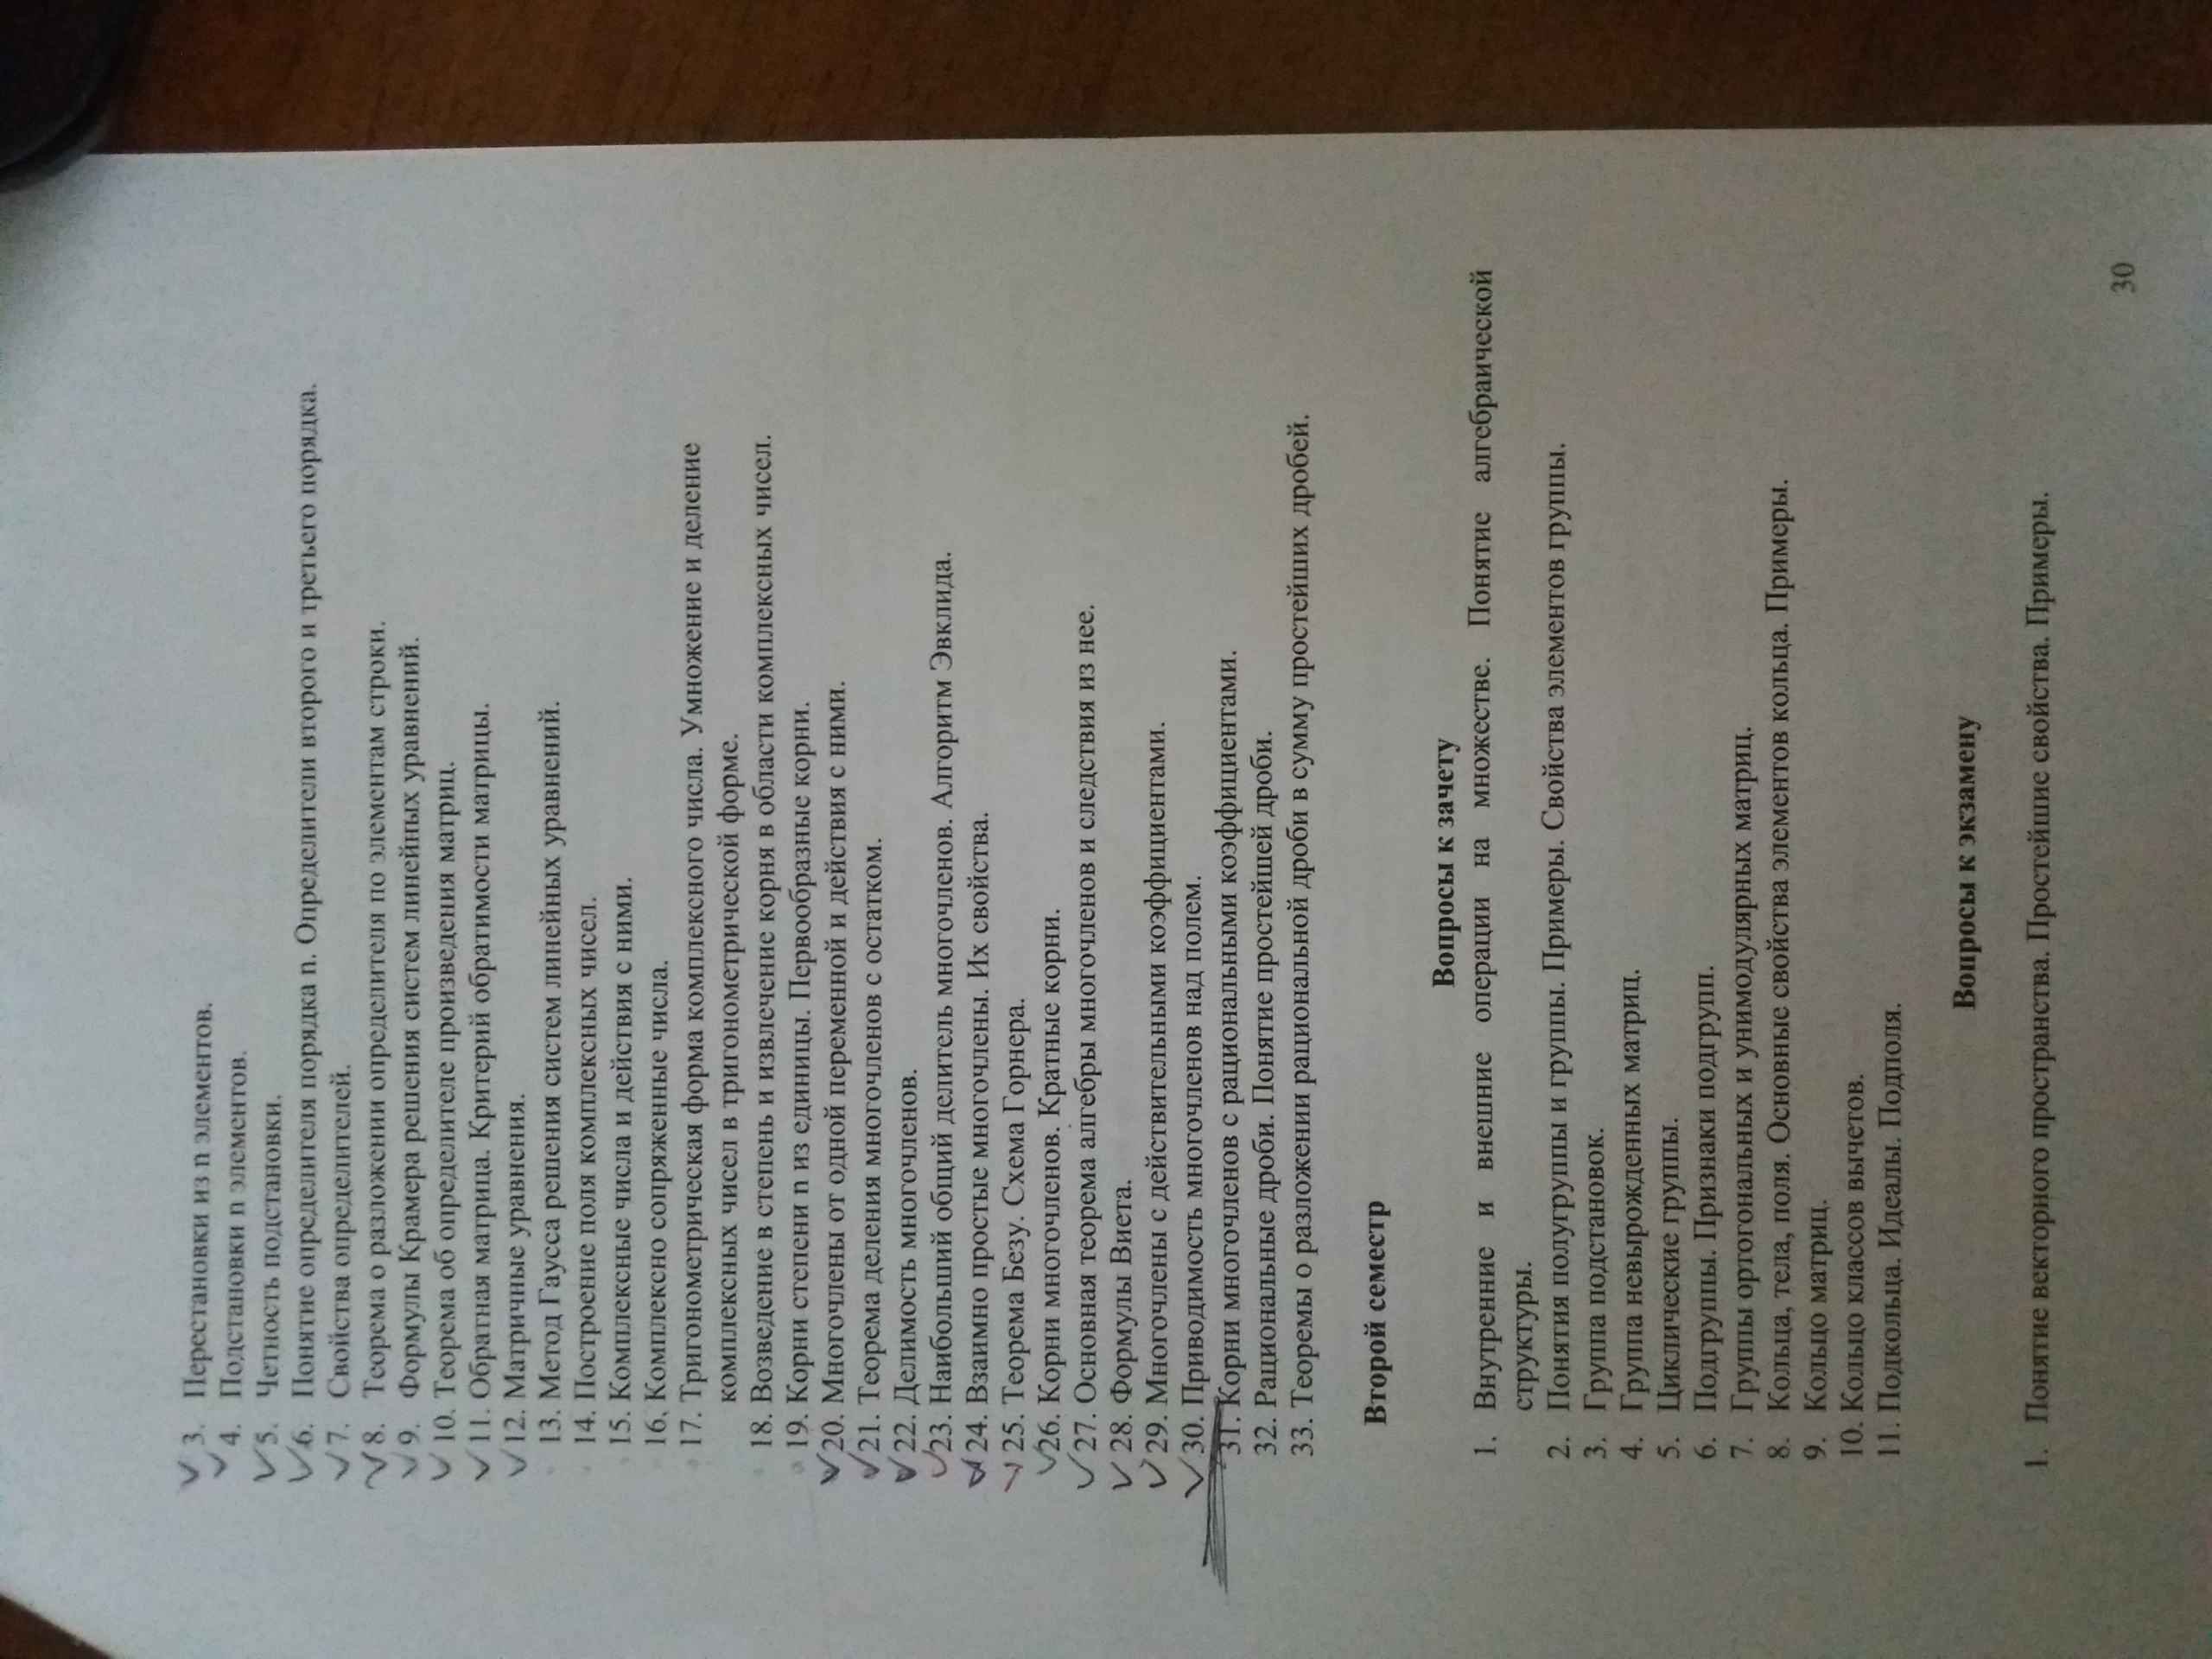 3. Перестановки из n элементов.
4. Подстановки n элементов.
5. Четность подстановки.
6. Понятие определителя порядка n. Определители второго и третьего порядка.
7. Свойства определителей.
8. Теорема о разложении определителя по элементам строки.
9. Формулы Крамера решения систем линейных уравнений.
10. Теорема об определителе произведения матриц.
11. Обратная матрица. Критерий обратимости матрицы.
12. Матричные уравнения.
13. Метод Гаусса решения систем линейных уравнений.
14. Построение поля комплексных чисел.
15. Комплексные числа и действия с ними.
16. Комплексно сопряженные числа.
17. Тригонометрическая форма комплексного числа. Умножение и деление
комплексных чисел в тригонометрической форме.
18. Возведение в степень и извлечение корня в области комплексных чисел.
19. Корни степени n из единицы. Первообразные корни.
20. Многочлены от одной переменной и действия с ними.
21. Теорема деления многочленов с остатком.
22. Делимость многочленов.
23. Наибольший общий делитель многочленов. Алгоритм Эвклида.
24. Взаимно простые многочлены. Их свойства.
25. Теорема Безу. Схема Горнера.
26. Корни многочленов. Кратные корни.
27. Основная теорема алгебры многочленов и следствия из нее.
28. Формулы Виета.
29. Многочлены с действительными коэффициентами.
30. Приводимость многочленов над полем.
31. Корни многочленов с рациональными коэффициентами.
32. Рациональные дроби. Понятие простейшей дроби.
33. Теоремы о разложении рациональной дроби в сумму простейших дробей.
Второй семестр
Вопросы к зачету
1. Внутренние и внешние операции на множестве. Понятие алгебраической
структуры.
2. Понятия полугруппы и группы. Примеры. Свойства элементов группы.
3. Группа подстановок.
4. Группа невырожденных матриц.
5. Циклические группы.
6. Подгруппы. Признаки подгрупп.
7. Группы ортогональных и унимодулярных матриц.
8. Кольца, тела, поля. Основные свойства элементов кольца. Примеры.
9. Кольцо матриц.
10. Кольцо классов вычетов.
11. Подкольца. Идеалы. Подполя.
Вопросы к экзамену
1. Понятие векторного пространства. Простейшие свойства. Примеры.
30